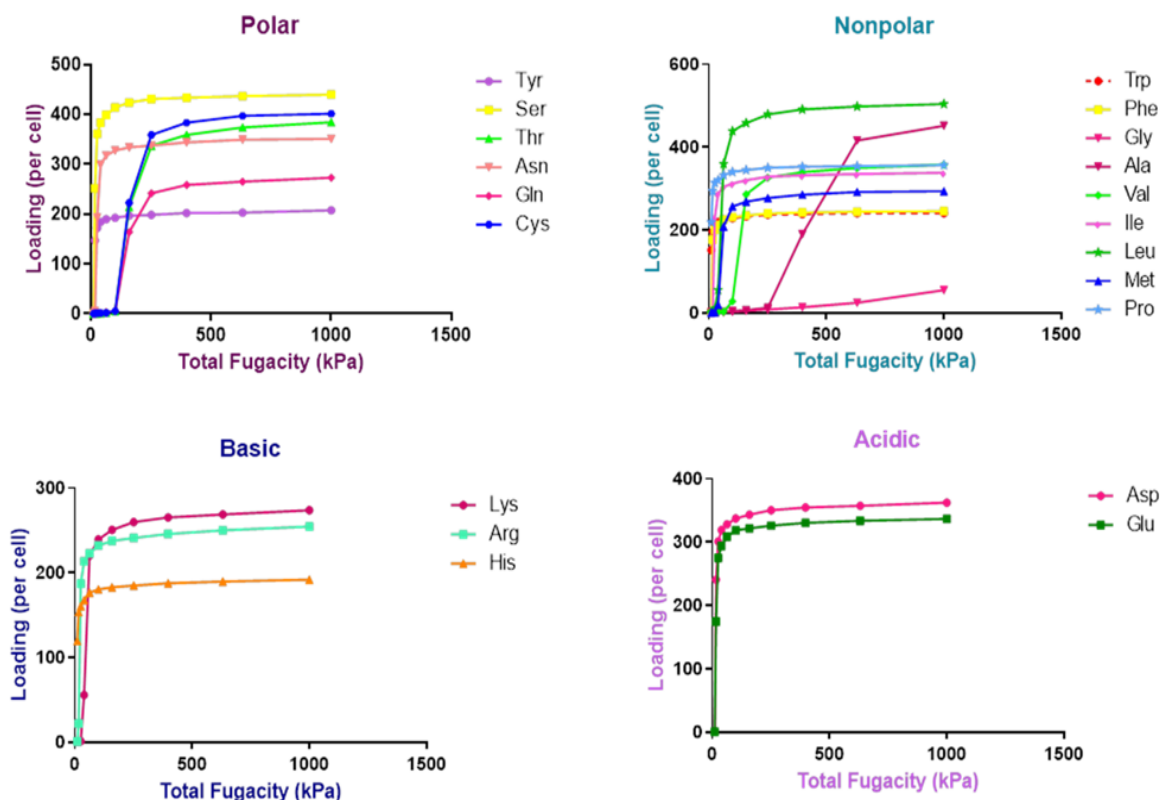 Polar
500
400
300
200
100
0
0
500
1000
1500
Loading (per cell)
Total Fugacity (kPa)
Tyr
Ser
Thr
Asn
Gln
Cys
Nonpolar
600
400
200
0
0
500
1000
1500
Loading (per cell)
Total Fugacity (kPa)
Trp
Phe
Gly
Ala
Val
Ile
Leu
Met
Pro
Basic
300
200
100
0
0
500
1000
1500
Loading (per cell)
Total Fugacity (kPa)
Lys
Arg
His
Acidic
400
300
200
100
0
0
500
1000
1500
Loading (per cell)
Total Fugacity (kPa)
Asp
Glu